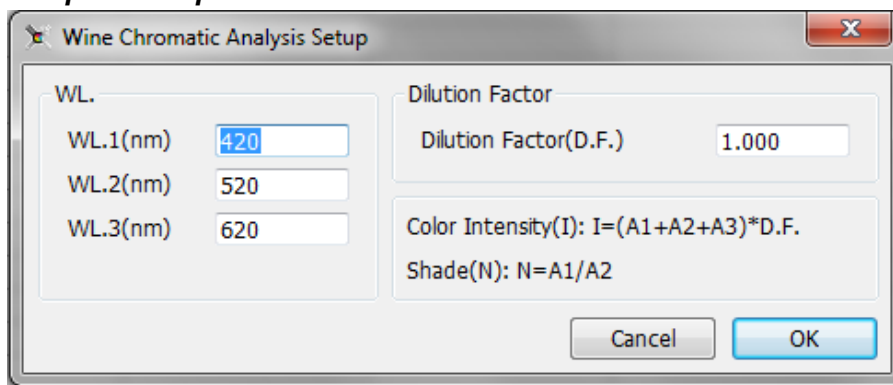 Wine Chromatic Analysis Setup
WL.
WL.1(nm) 420
WL.2(nm) 520
WL.3(nm) 620
Dilution Factor
Dilution Factor(D.F.) 1.000
Color Intensity(I): I=(A1+A2+A3)*D.F.
Shade(N): N=A1/A2
Cancel OK